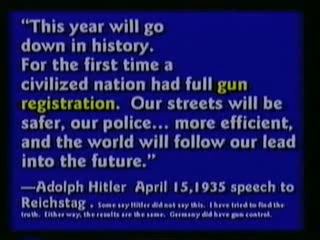 “This year will go
down in history.
For the first time a
civilized nation had full gun
registration. Our streets will be
safer, our police... more efficient,
and the world will follow our lead
into the future.”
—Adolph Hitler April 15,1935 speech to
Reichstag . Some say Hitler did not say this. I have tried to find the
truth. Either way, the results are the same. Germany did have gun control.